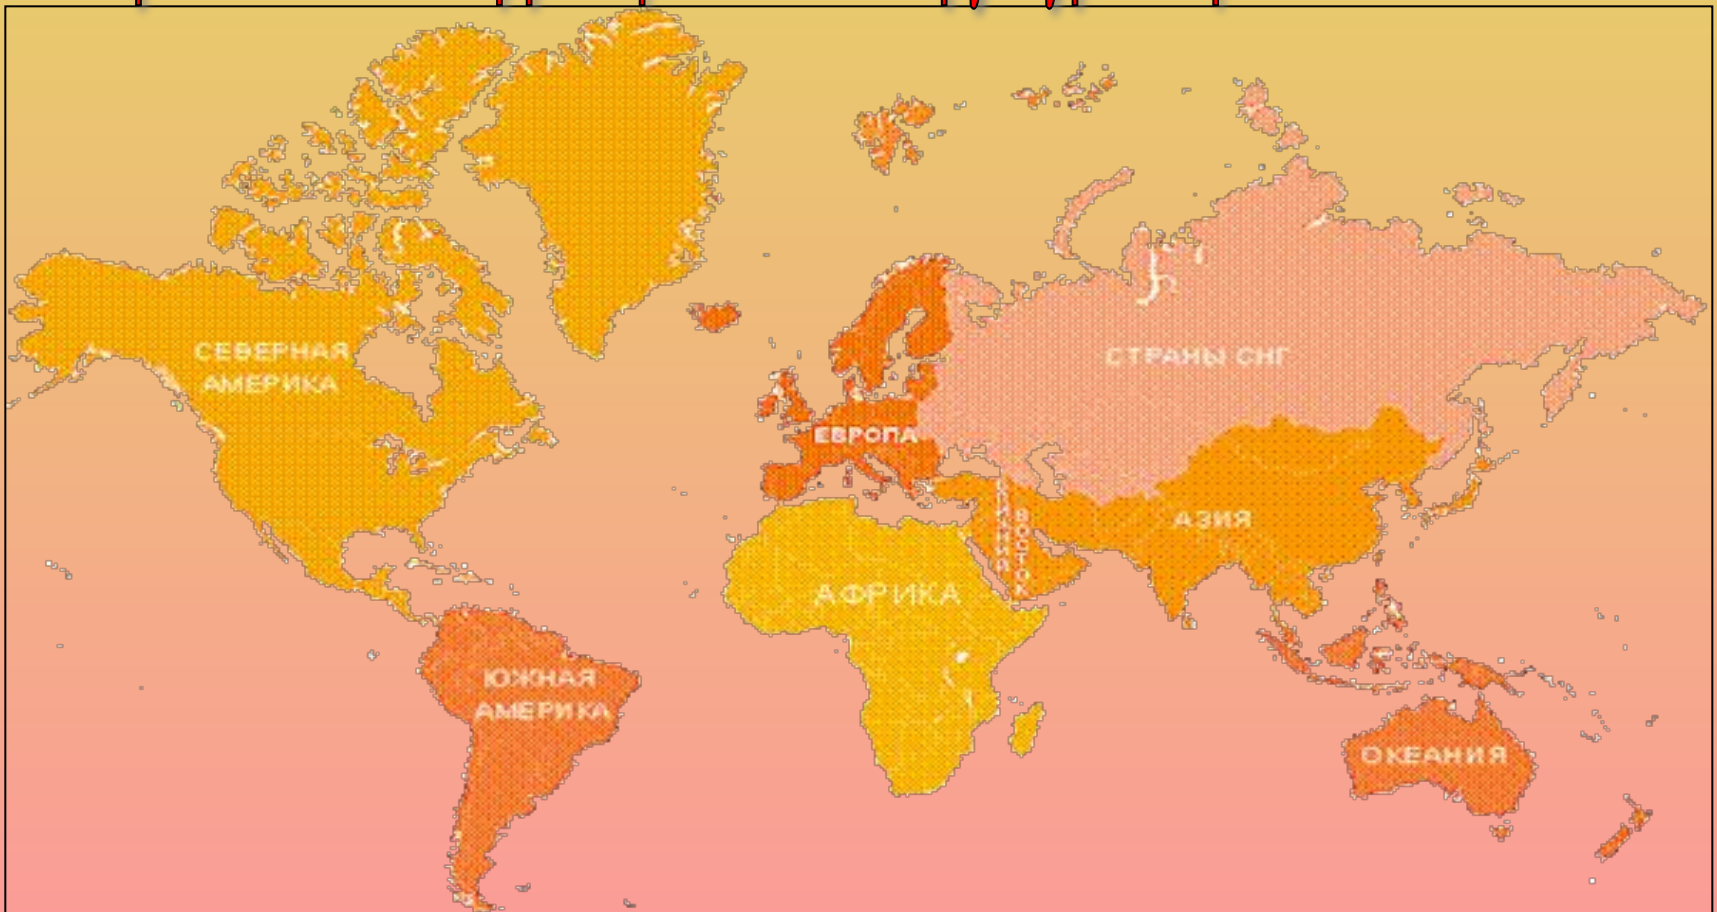 СЕВЕРНАЯ
АМЕРИКА
СТРАНЫ СНГ
ЕВРОПА
БЛИЖНИЙ
ВОСТОК
АЗИЯ
АФРИКА
ЮЖНАЯ
АМЕРИКА
ОКЕАНИЯ